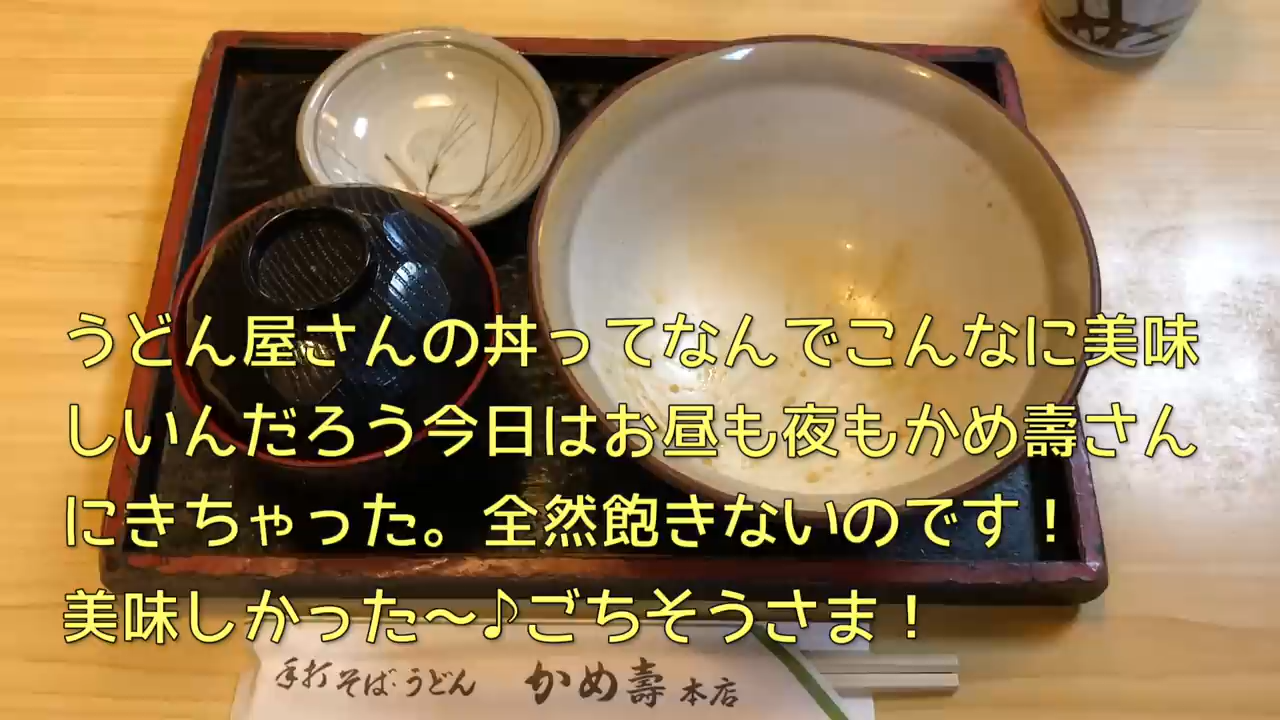 うどん屋さんの丼ってなんでこんなに美味
しいんだろう今日はお昼も夜もかめ壽さん
にきちゃった。全然飽きないのです！
美味しかった〜♪ごちそうさま！
手打そば・うどん かめ壽 本店